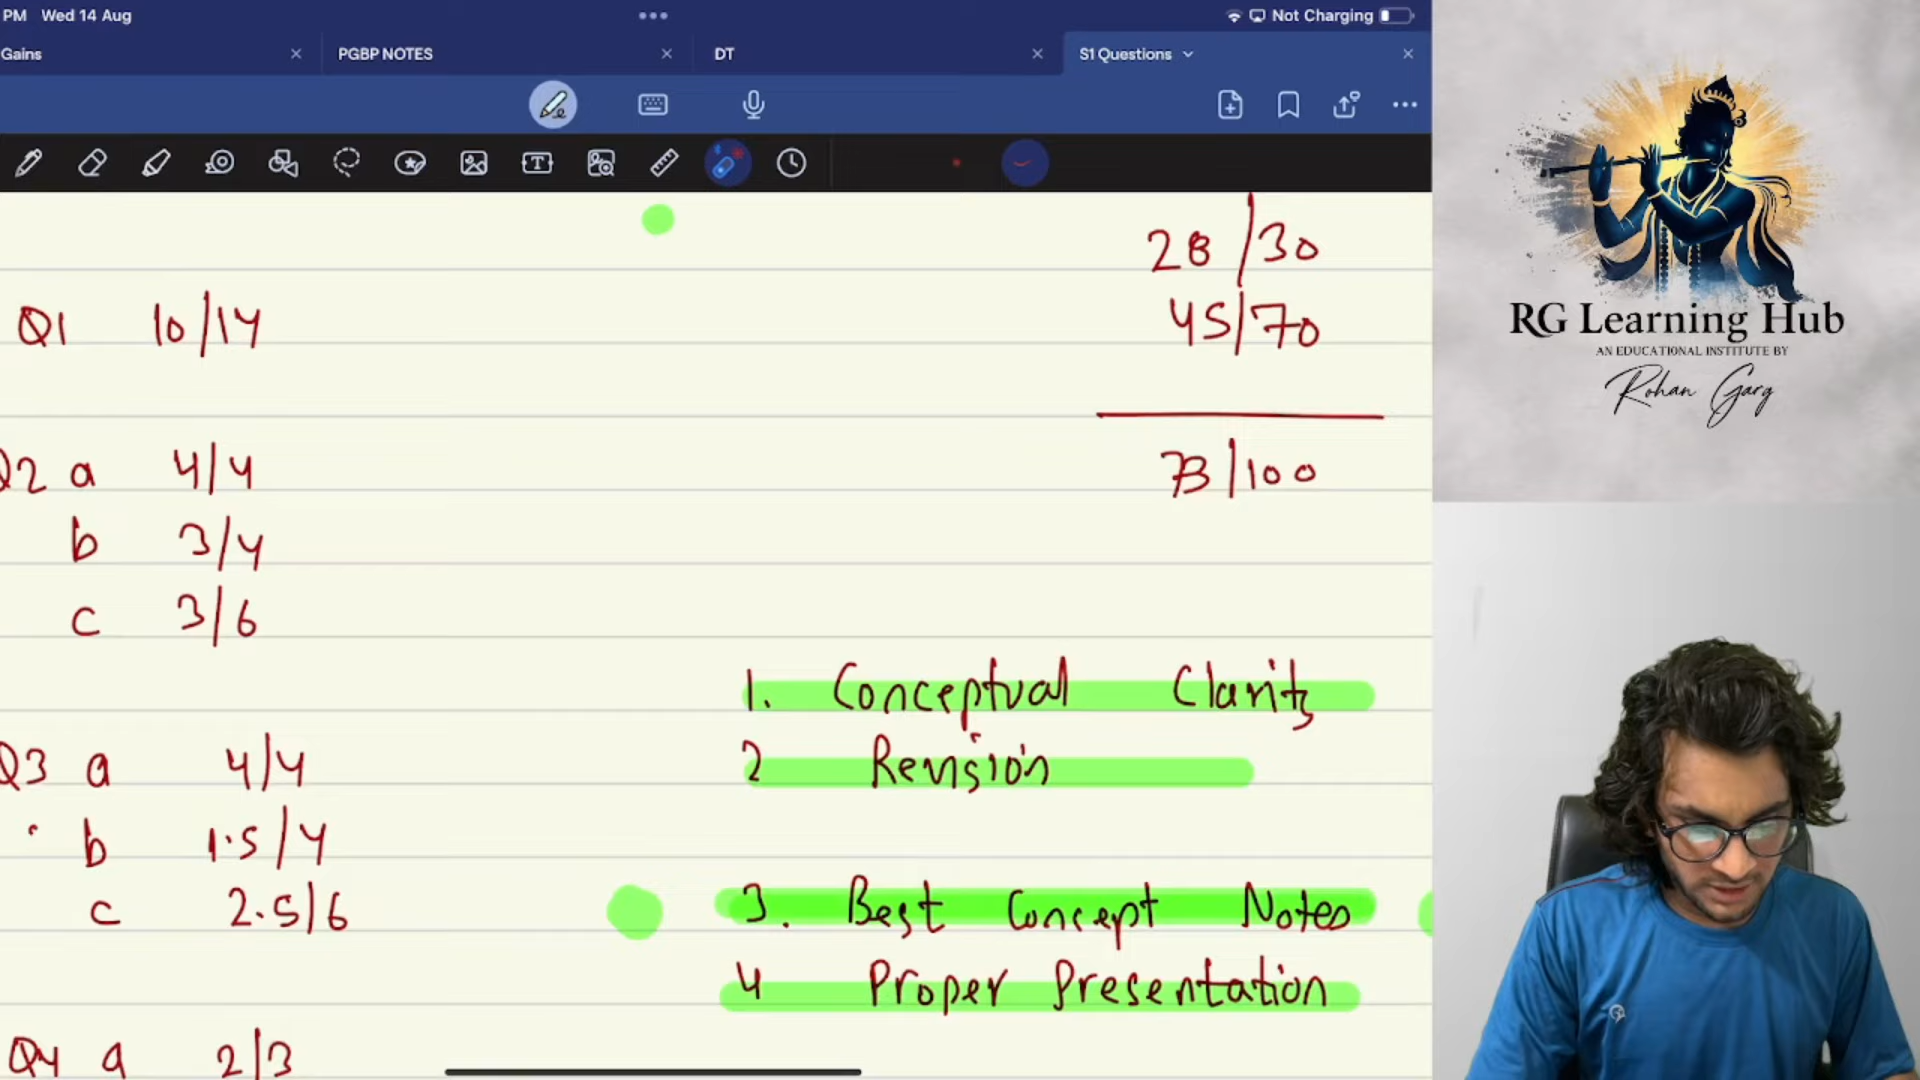 PM Wed 14 Aug
Not Charging
Gains
PGBP NOTES
DT
S1 Questions
28/30
Q1 10/14
45/70
73/100
Q2 a 4/4
b 3/4
c 3/6
1. Conceptual Clarity
Q3 a 4/4
2 Revision
b 1.5/4
c 2.5/6
3. Best Concept Notes
4 Proper Presentation
Q4 a 2/3
RG Learning Hub
AN EDUCATIONAL INSTITUTE BY
Rohan Garg